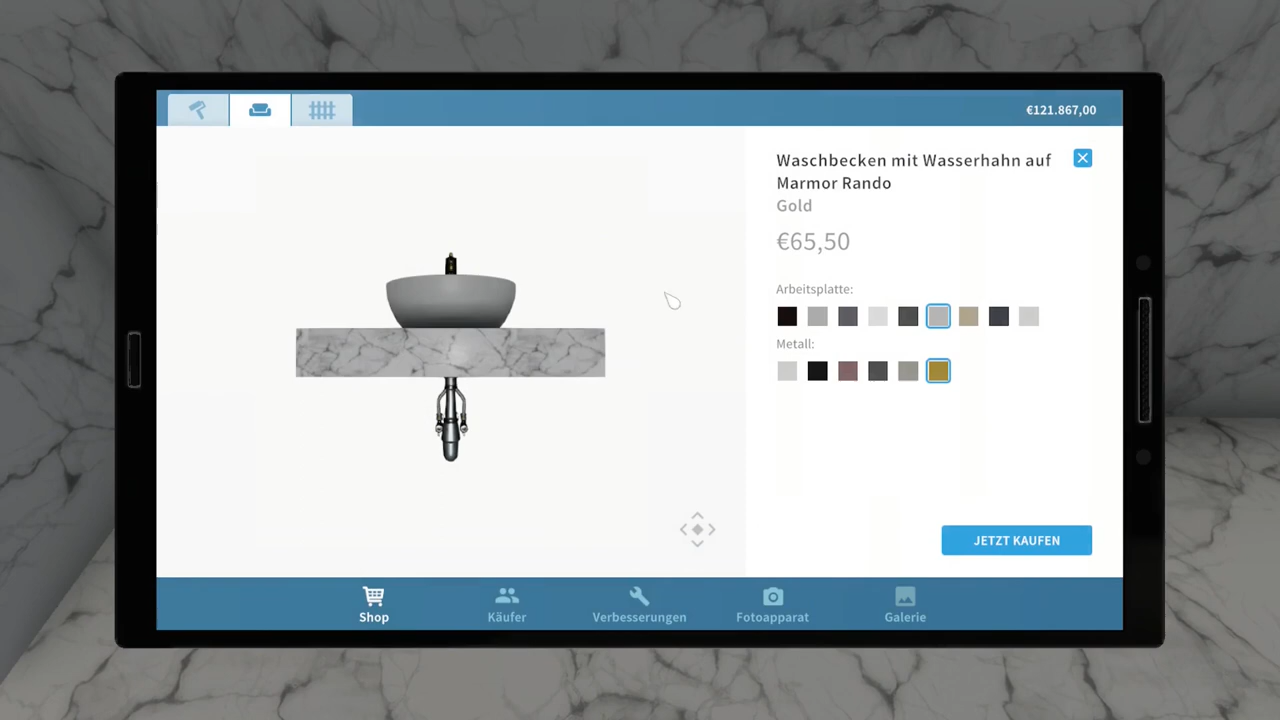 €121.867,00
Waschbecken mit Wasserhahn auf
Marmor Rando
Gold
€65,50
Arbeitsplatte:
Metall:
JETZT KAUFEN
Shop
Käufer
Verbesserungen
Fotoapparat
Galerie